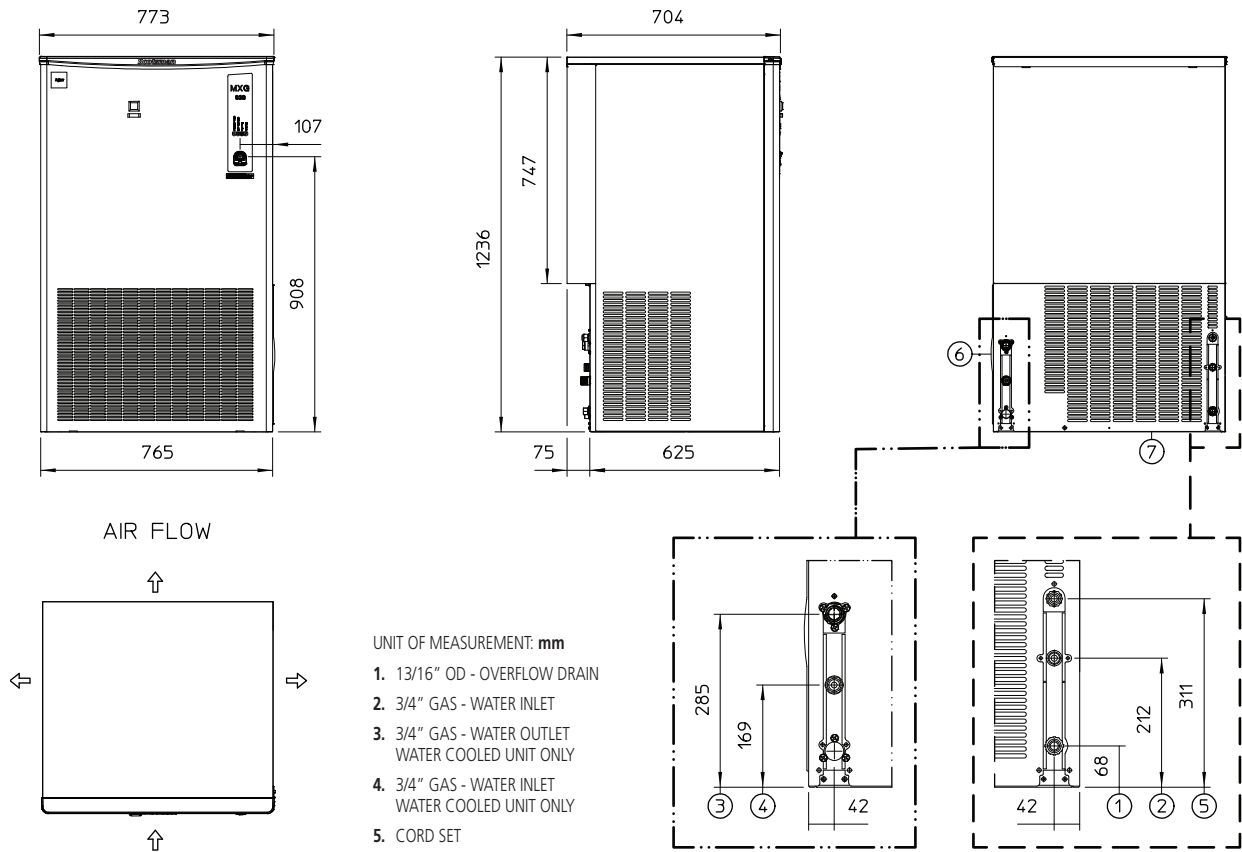 773
704
Scotsman
MXG
107
747
1236
908
6
7
765
75
625
AIR FLOW
UNIT OF MEASUREMENT: mm
1. 13/16” OD - OVERFLOW DRAIN
2. 3/4” GAS - WATER INLET
3. 3/4” GAS - WATER OUTLET
WATER COOLED UNIT ONLY
4. 3/4” GAS - WATER INLET
WATER COOLED UNIT ONLY
5. CORD SET
285
169
42
3
4
311
212
68
42
1
2
5